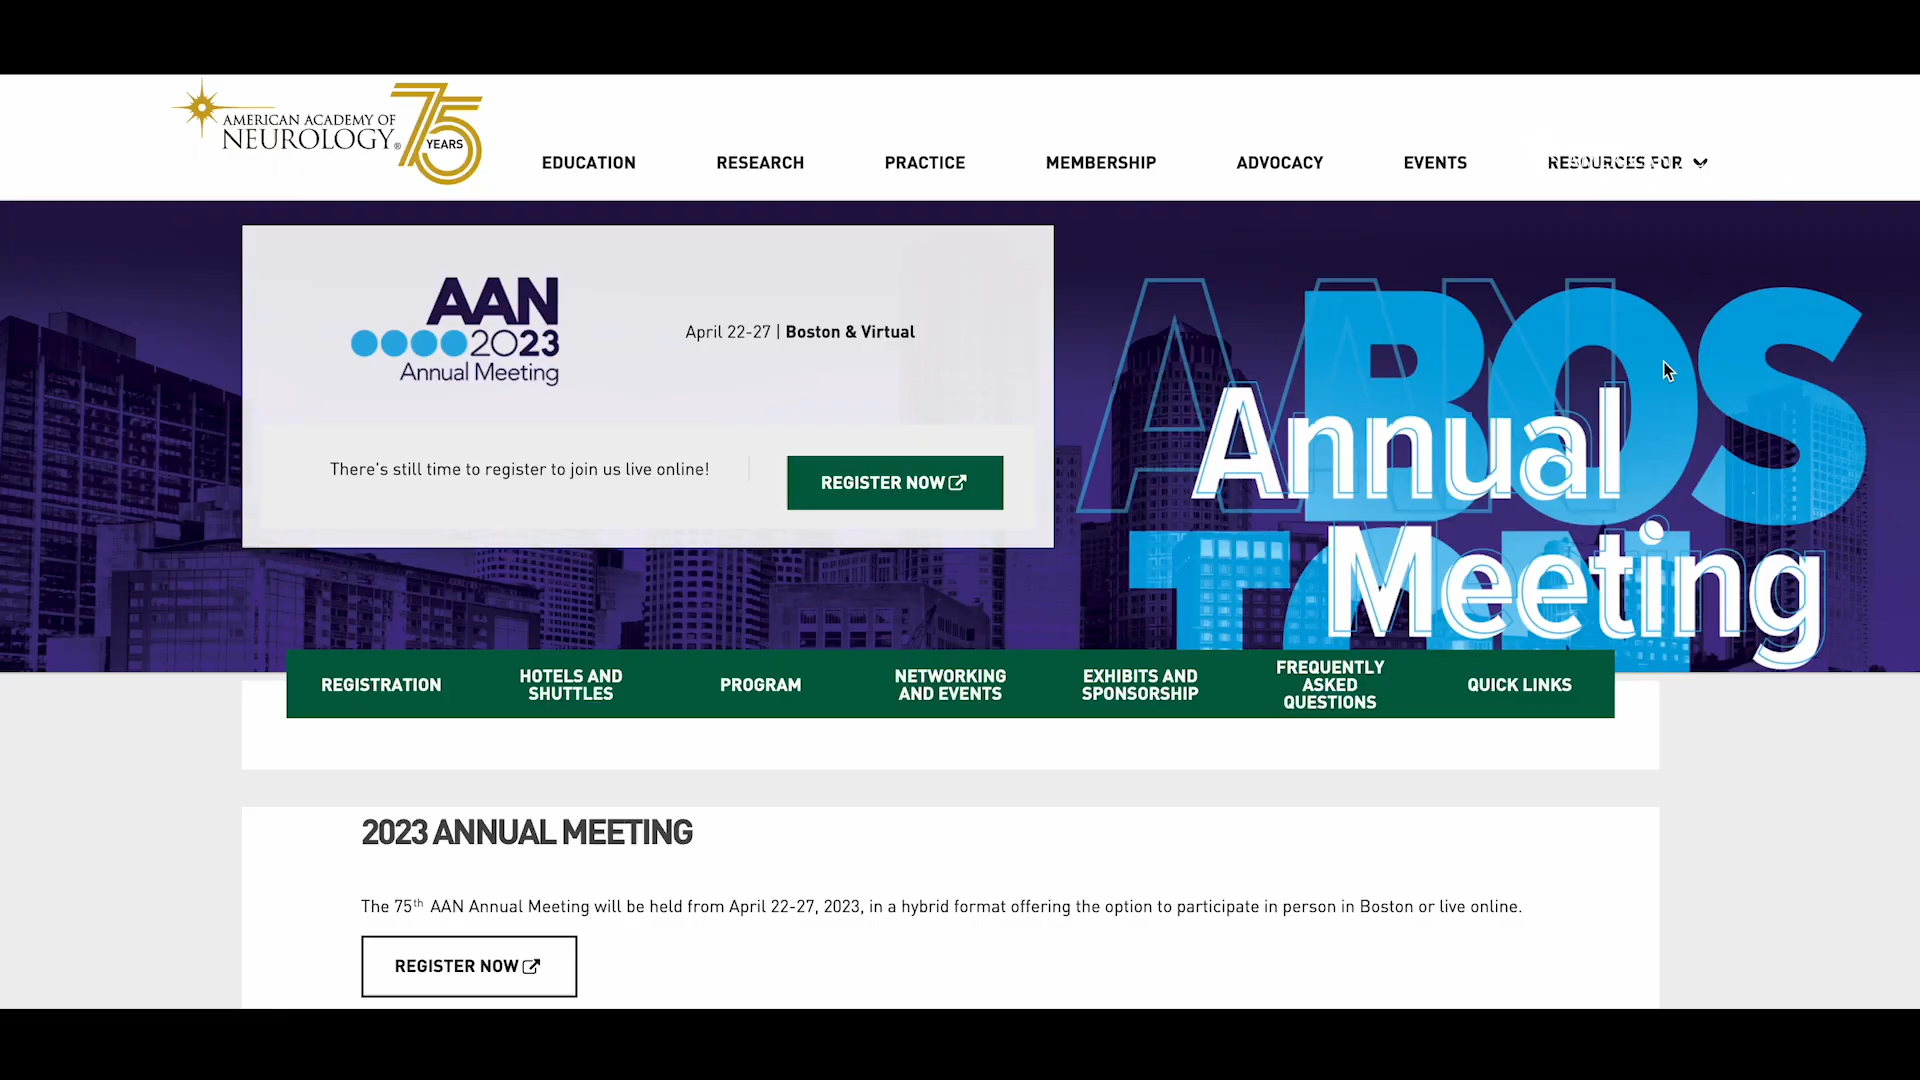 AMERICAN ACADEMY OF
NEUROLOGY®
75
YEARS
EDUCATION
RESEARCH
PRACTICE
MEMBERSHIP
ADVOCACY
EVENTS
RESOURCES FOR
AAN
2023
Annual Meeting
April 22-27 | Boston & Virtual
There's still time to register to join us live online!
REGISTER NOW
AAN
BOS
TON
Annual
Meeting
REGISTRATION
HOTELS AND
SHUTTLES
PROGRAM
NETWORKING
AND EVENTS
EXHIBITS AND
SPONSORSHIP
FREQUENTLY
ASKED
QUESTIONS
QUICK LINKS
2023 ANNUAL MEETING
The 75th AAN Annual Meeting will be held from April 22-27, 2023, in a hybrid format offering the option to participate in person in Boston or live online.
REGISTER NOW